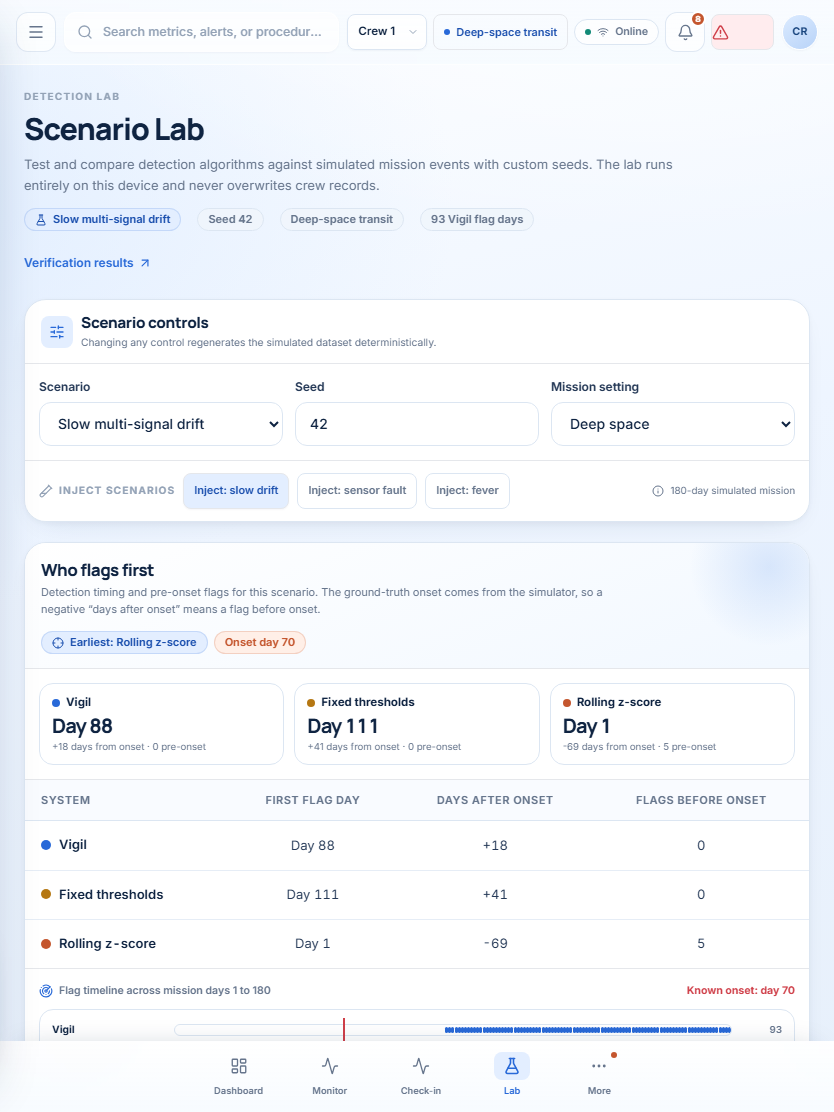 Search metrics, alerts, or procedur...
Crew 1
Deep-space transit
Online
8
CR
DETECTION LAB
Scenario Lab
Test and compare detection algorithms against simulated mission events with custom seeds. The lab runs
entirely on this device and never overwrites crew records.
Slow multi-signal drift
Seed 42
Deep-space transit
93 Vigil flag days
Verification results
Scenario controls
Changing any control regenerates the simulated dataset deterministically.
Scenario
Seed
Mission setting
Slow multi-signal drift
42
Deep space
INJECT SCENARIOS
Inject: slow drift
Inject: sensor fault
Inject: fever
180-day simulated mission
Who flags first
Detection timing and pre-onset flags for this scenario. The ground-truth onset comes from the simulator, so a
negative “days after onset” means a flag before onset.
Earliest: Rolling z-score
Onset day 70
Vigil
Day 88
+18 days from onset · 0 pre-onset
Fixed thresholds
Day 111
+41 days from onset · 0 pre-onset
Rolling z-score
Day 1
-69 days from onset · 5 pre-onset
SYSTEM FIRST FLAG DAY DAYS AFTER ONSET FLAGS BEFORE ONSET
Vigil Day 88 +18 0
Fixed thresholds Day 111 +41 0
Rolling z-score Day 1 -69 5
Flag timeline across mission days 1 to 180
Known onset: day 70
Vigil
93
Dashboard
Monitor
Check-in
Lab
More